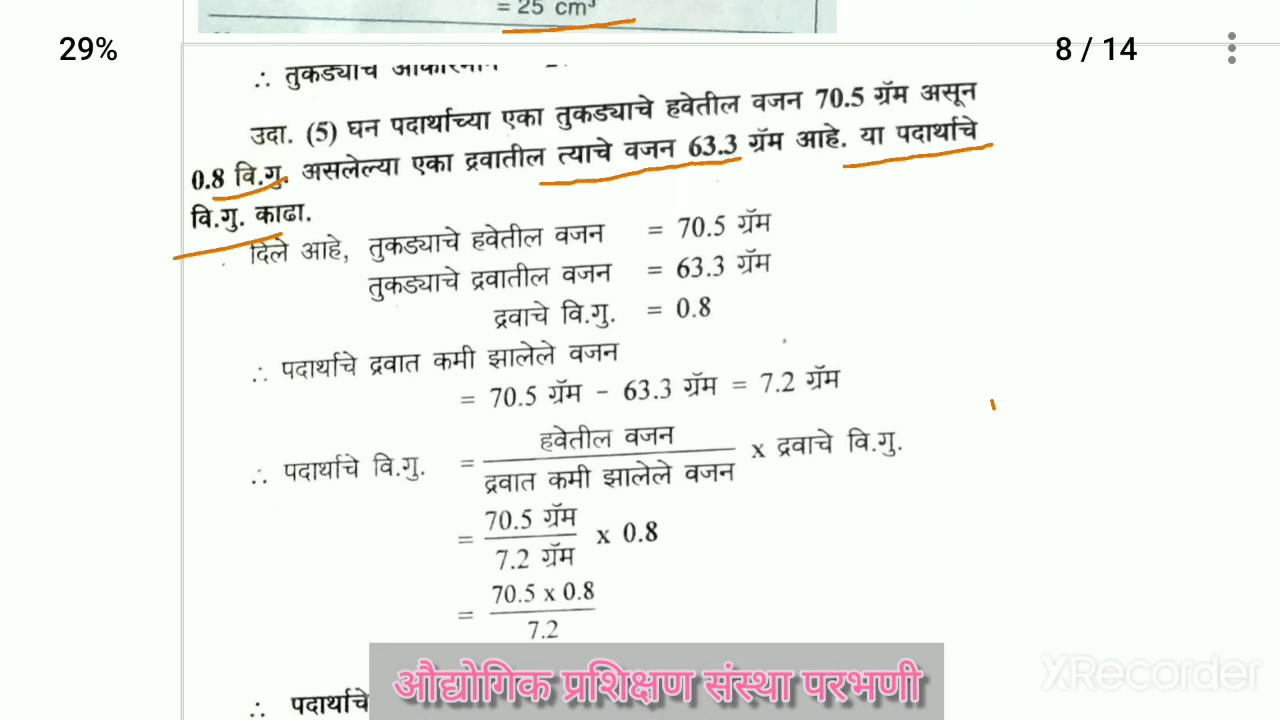 = 25 cm³
29%
8 / 14
∴ तुकड्याचे आकारमान
उदा. (5) घन पदार्थाच्या एका तुकड्याचे हवेतील वजन 70.5 ग्रॅम असून
0.8 वि.गु. असलेल्या एका द्रवातील त्याचे वजन 63.3 ग्रॅम आहे. या पदार्थाचे
वि.गु. काढा.
दिले आहे, तुकड्याचे हवेतील वजन = 70.5 ग्रॅम
तुकड्याचे द्रवातील वजन = 63.3 ग्रॅम
द्रवाचे वि.गु. = 0.8
∴ पदार्थाचे द्रवात कमी झालेले वजन
= 70.5 ग्रॅम - 63.3 ग्रॅम = 7.2 ग्रॅम
हवेतील वजन
∴ पदार्थाचे वि.गु. = x द्रवाचे वि.गु.
द्रवात कमी झालेले वजन
70.5 ग्रॅम
= x 0.8
7.2 ग्रॅम
70.5 x 0.8
=
7.2
औद्योगिक प्रशिक्षण संस्था परभणी
XRecorder
∴ पदार्थाचे